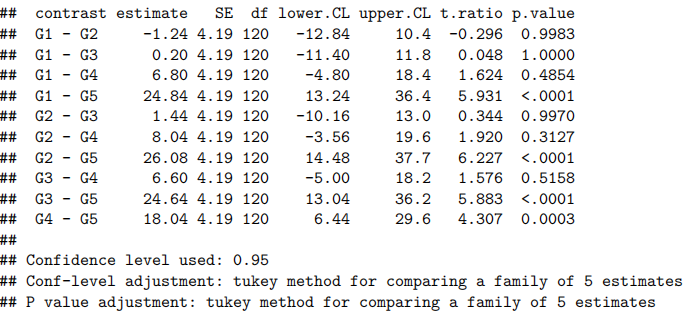 ##  contrast estimate   SE  df lower.CL upper.CL t.ratio p.value
##  G1 - G2     -1.24 4.19 120   -12.84     10.4  -0.296  0.9983
##  G1 - G3      0.20 4.19 120   -11.40     11.8   0.048  1.0000
##  G1 - G4      6.80 4.19 120    -4.80     18.4   1.624  0.4854
##  G1 - G5     24.84 4.19 120    13.24     36.4   5.931  <.0001
##  G2 - G3      1.44 4.19 120   -10.16     13.0   0.344  0.9970
##  G2 - G4      8.04 4.19 120    -3.56     19.6   1.920  0.3127
##  G2 - G5     26.08 4.19 120    14.48     37.7   6.227  <.0001
##  G3 - G4      6.60 4.19 120    -5.00     18.2   1.576  0.5158
##  G3 - G5     24.64 4.19 120    13.04     36.2   5.883  <.0001
##  G4 - G5     18.04 4.19 120     6.44     29.6   4.307  0.0003
##
## Confidence level used: 0.95
## Conf-level adjustment: tukey method for comparing a family of 5 estimates
## P value adjustment: tukey method for comparing a family of 5 estimates